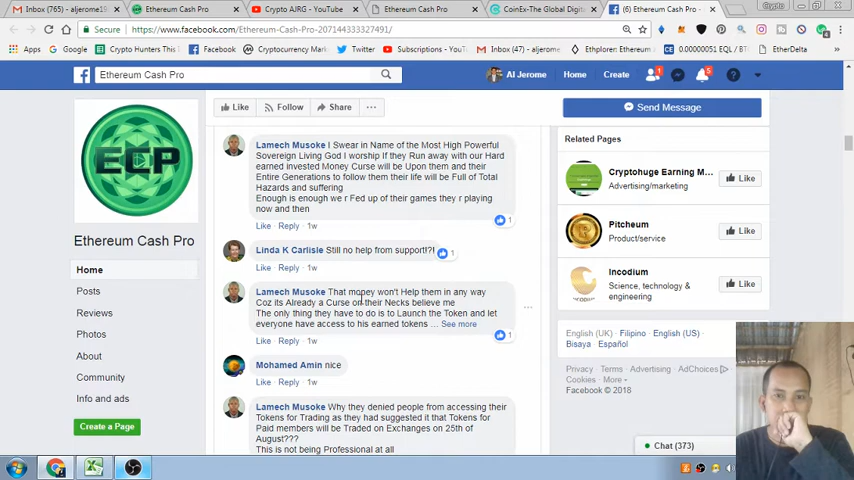 Inbox (765) - aljerome1
Ethereum Cash Pro
Crypto AJRG - YouTube
Ethereum Cash Pro
CoinEx-The Global Digit
(6) Ethereum Cash Pro -
Crypto
Secure
https://www.facebook.com/Ethereum-Cash-Pro-207144333327491/
Apps
Crypto Hunters This
Facebook
Cryptocurrency Mark
Twitter
Subscriptions - YouT
Inbox (49) - aljerom
Ethplorer: Ethereum
0.00000051 EQL / BT
EtherDelta
Ethereum Cash Pro
Al Jerome
Home
Create
1
5
Like
Follow
Share
Send Message
ECP
Ethereum Cash Pro
Home
Posts
Reviews
Photos
About
Community
Info and ads
Create a Page
Lamech Musoke I Swear in Name of the Most High Powerful
Sovereign Living God I worship If they Run away with our Hard
earned invested Money Curse will be Upon them and their
Entire Generations to follow them their life will be Full of Total
Hazards and suffering
Enough is enough we r Fed up of their games they r playing
now and then
1
Like · Reply · 1w
Linda K Carlisle Still no help from support!?!
1
Like · Reply · 1w
Lamech Musoke That money won't Help them in any way
Coz its Already a Curse on their Necks believe me
The only thing they have to do is to Launch the Token and let
everyone have access to his earned tokens ... See more
1
Like · Reply · 1w
Mohamed Amin nice
Like · Reply · 1w
Lamech Musoke Why they denied people from accessing their
Tokens for Trading as they had suggested it that Tokens for
Paid members will be Traded on Exchanges on 25th of
August???
This is not being Professional at all
Related Pages
Cryptohuge Earning M...
Advertising/marketing
Like
Pitcheum
Product/service
Like
Incodium
Science, technology &
engineering
Like
English (UK) · Filipino · English (US) ·
Bisaya · Español
Privacy · Terms · Advertising · AdChoices
Cookies · More
Facebook © 2018
Chat (373)